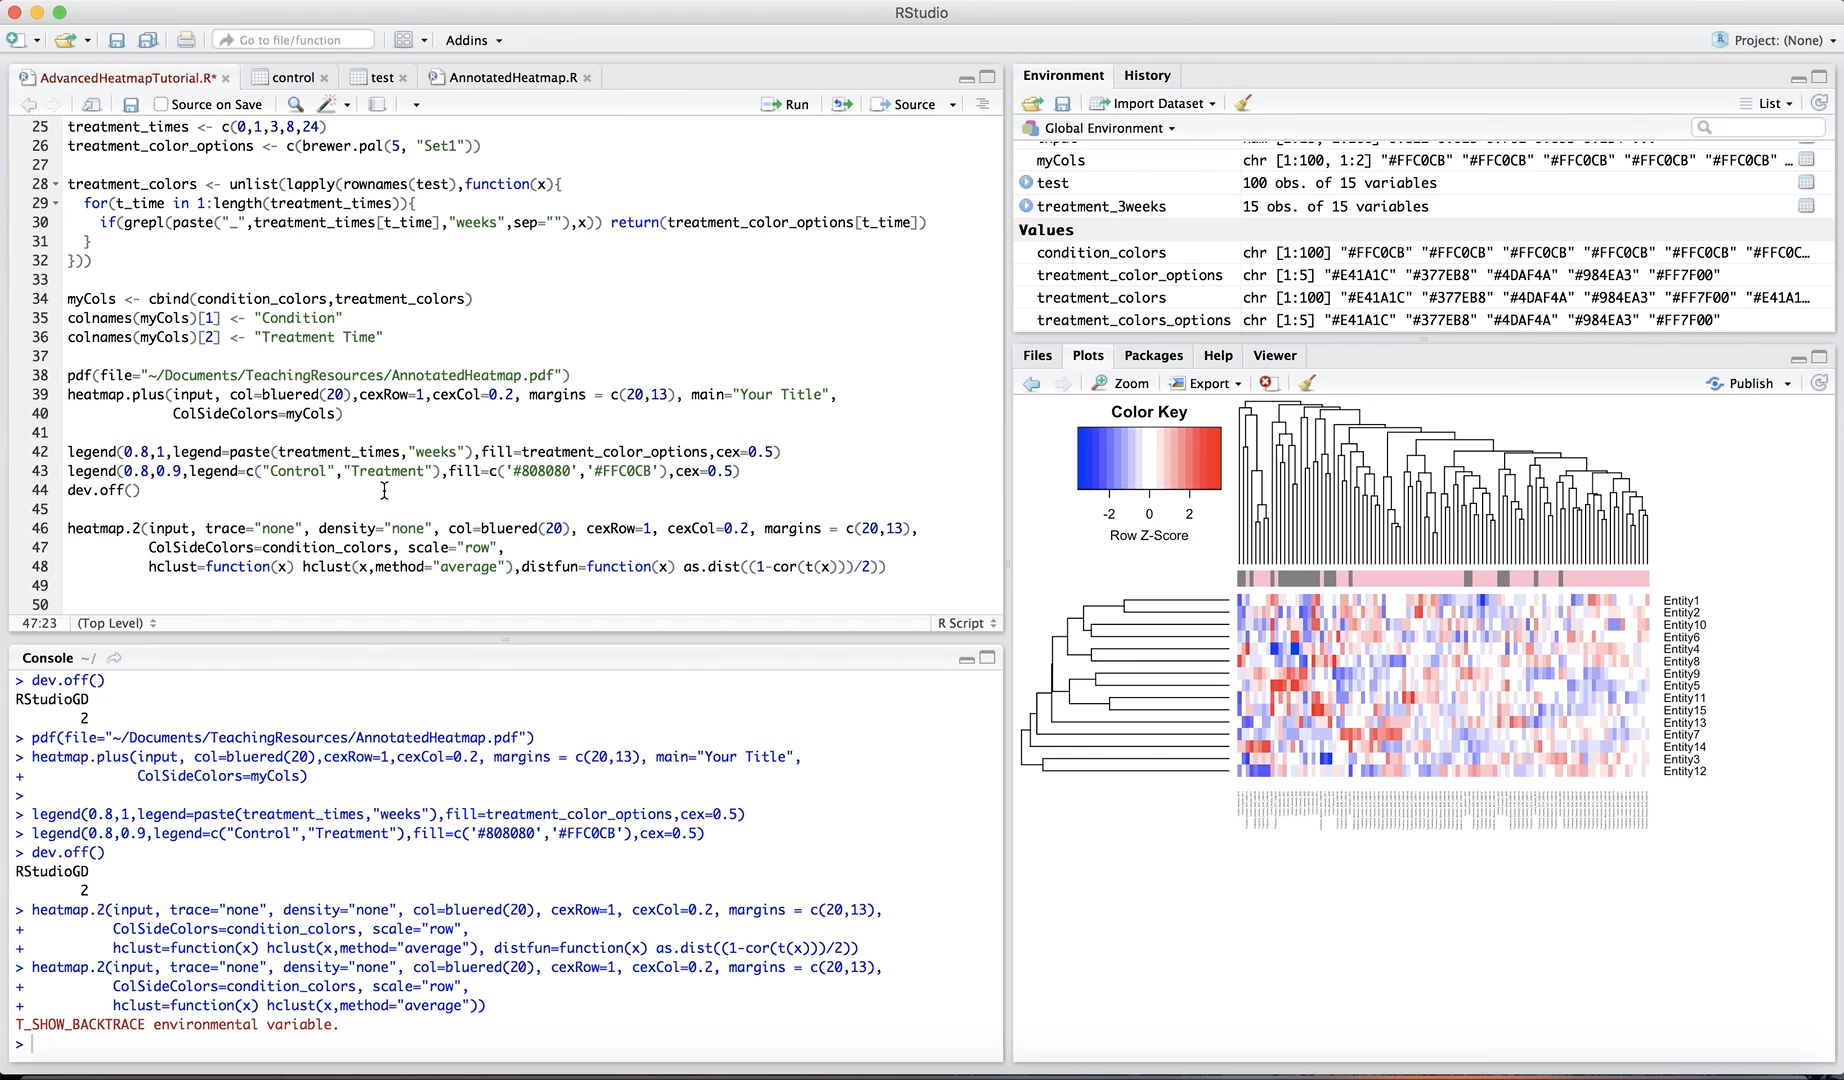 RStudio
Go to file/function
Addins
Project: (None)
AdvancedHeatmapTutorial.R*
control
test
AnnotatedHeatmap.R
Source on Save
Run
Source
25 treatment_times <- c(0,1,3,8,24)
26 treatment_color_options <- c(brewer.pal(5, "Set1"))
27
28 treatment_colors <- unlist(lapply(rownames(test),function(x){
29 for(t_time in 1:length(treatment_times)){
30 if(grepl(paste("_",treatment_times[t_time],"weeks",sep=""),x)) return(treatment_color_options[t_time])
31 }
32 }))
33
34 myCols <- cbind(condition_colors,treatment_colors)
35 colnames(myCols)[1] <- "Condition"
36 colnames(myCols)[2] <- "Treatment Time"
37
38 pdf(file="~/Documents/TeachingResources/AnnotatedHeatmap.pdf")
39 heatmap.plus(input, col=bluered(20),cexRow=1,cexCol=0.2, margins = c(20,13), main="Your Title",
40 ColSideColors=myCols)
41
42 legend(0.8,1,legend=paste(treatment_times,"weeks"),fill=treatment_color_options,cex=0.5)
43 legend(0.8,0.9,legend=c("Control","Treatment"),fill=c('#808080','#FFC0CB'),cex=0.5)
44 dev.off()
45
46 heatmap.2(input, trace="none", density="none", col=bluered(20), cexRow=1, cexCol=0.2, margins = c(20,13),
47 ColSideColors=condition_colors, scale="row",
48 hclust=function(x) hclust(x,method="average"),distfun=function(x) as.dist((1-cor(t(x)))/2))
49
50
47:23 (Top Level) R Script
Console ~/
> dev.off()
RStudioGD
2
> pdf(file="~/Documents/TeachingResources/AnnotatedHeatmap.pdf")
> heatmap.plus(input, col=bluered(20),cexRow=1,cexCol=0.2, margins = c(20,13), main="Your Title",
+ ColSideColors=myCols)
>
> legend(0.8,1,legend=paste(treatment_times,"weeks"),fill=treatment_color_options,cex=0.5)
> legend(0.8,0.9,legend=c("Control","Treatment"),fill=c('#808080','#FFC0CB'),cex=0.5)
> dev.off()
RStudioGD
2
> heatmap.2(input, trace="none", density="none", col=bluered(20), cexRow=1, cexCol=0.2, margins = c(20,13),
+ ColSideColors=condition_colors, scale="row",
+ hclust=function(x) hclust(x,method="average"), distfun=function(x) as.dist((1-cor(t(x)))/2))
> heatmap.2(input, trace="none", density="none", col=bluered(20), cexRow=1, cexCol=0.2, margins = c(20,13),
+ ColSideColors=condition_colors, scale="row",
+ hclust=function(x) hclust(x,method="average"))
T_SHOW_BACKTRACE environmental variable.
>
Environment History
Import Dataset List
Global Environment
myCols chr [1:100, 1:2] "#FFC0CB" "#FFC0CB" "#FFC0CB" "#FFC0CB" "#FFC0CB" …
test 100 obs. of 15 variables
treatment_3weeks 15 obs. of 15 variables
Values
condition_colors chr [1:100] "#FFC0CB" "#FFC0CB" "#FFC0CB" "#FFC0CB" "#FFC0CB" "#FFC0C…
treatment_color_options chr [1:5] "#E41A1C" "#377EB8" "#4DAF4A" "#984EA3" "#FF7F00"
treatment_colors chr [1:100] "#E41A1C" "#377EB8" "#4DAF4A" "#984EA3" "#FF7F00" "#E41A1…
treatment_colors_options chr [1:5] "#E41A1C" "#377EB8" "#4DAF4A" "#984EA3" "#FF7F00"
Files Plots Packages Help Viewer
Zoom Export Publish
Color Key
-2 0 2
Row Z-Score
Entity1
Entity2
Entity10
Entity6
Entity4
Entity8
Entity9
Entity5
Entity11
Entity15
Entity13
Entity7
Entity14
Entity3
Entity12